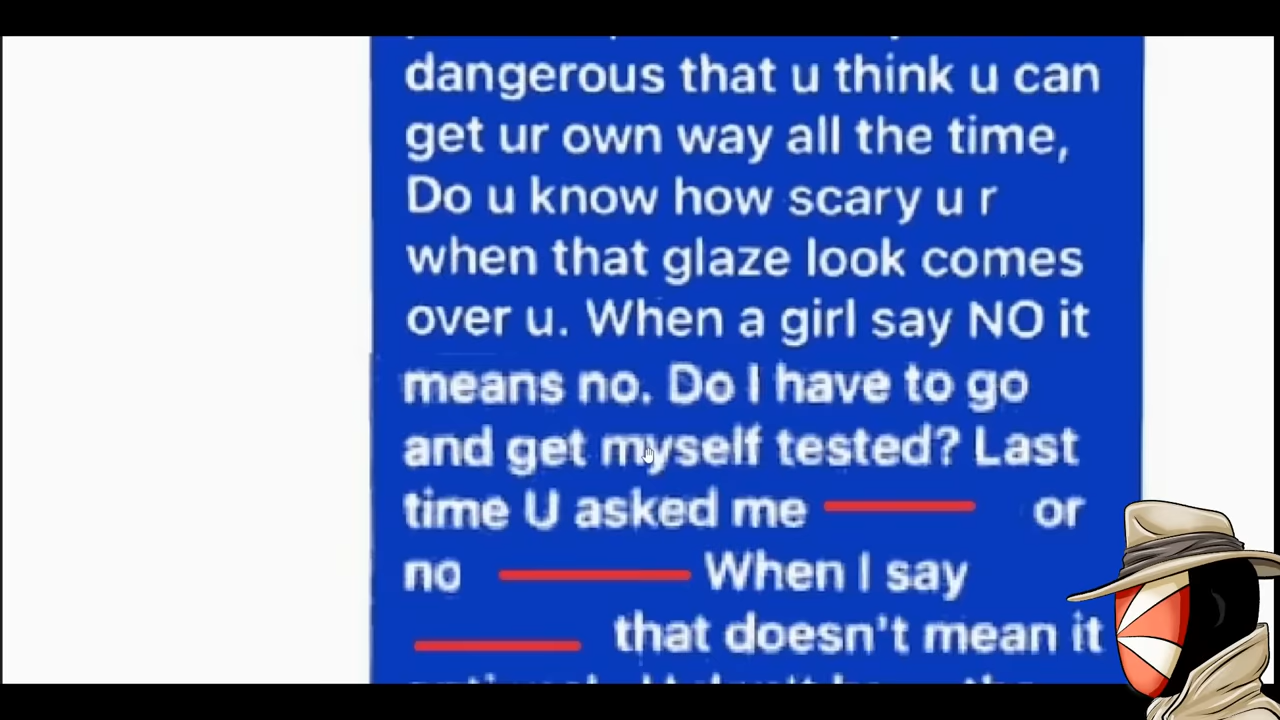 dangerous that u think u can
get ur own way all the time,
Do u know how scary u r
when that glaze look comes
over u. When a girl say NO it
means no. Do I have to go
and get myself tested? Last
time U asked me or
no When I say
that doesn't mean it